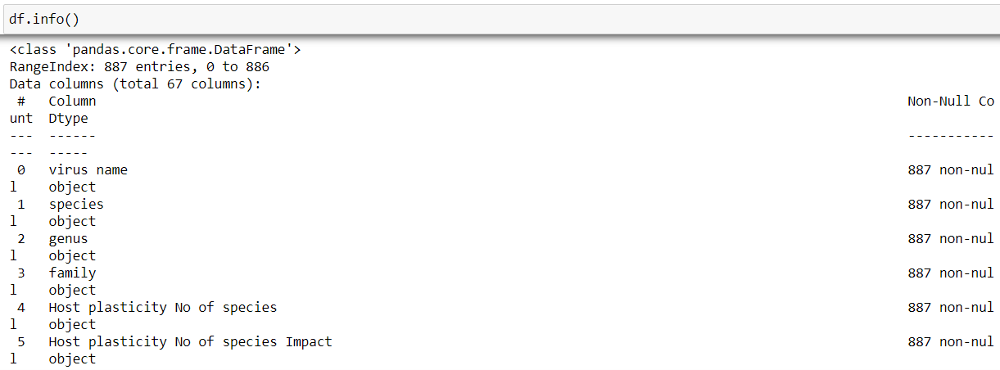 df.info()
<class 'pandas.core.frame.DataFrame'>
RangeIndex: 887 entries, 0 to 886
Data columns (total 67 columns):
 #   Column                                                                                                       Non-Null Co
unt  Dtype
---  ------                                                                                                       -----------
---  -----
 0   virus name                                                                                                   887 non-nul
l    object
 1   species                                                                                                      887 non-nul
l    object
 2   genus                                                                                                        887 non-nul
l    object
 3   family                                                                                                       887 non-nul
l    object
 4   Host plasticity No of species                                                                                887 non-nul
l    object
 5   Host plasticity No of species Impact                                                                         887 non-nul
l    object